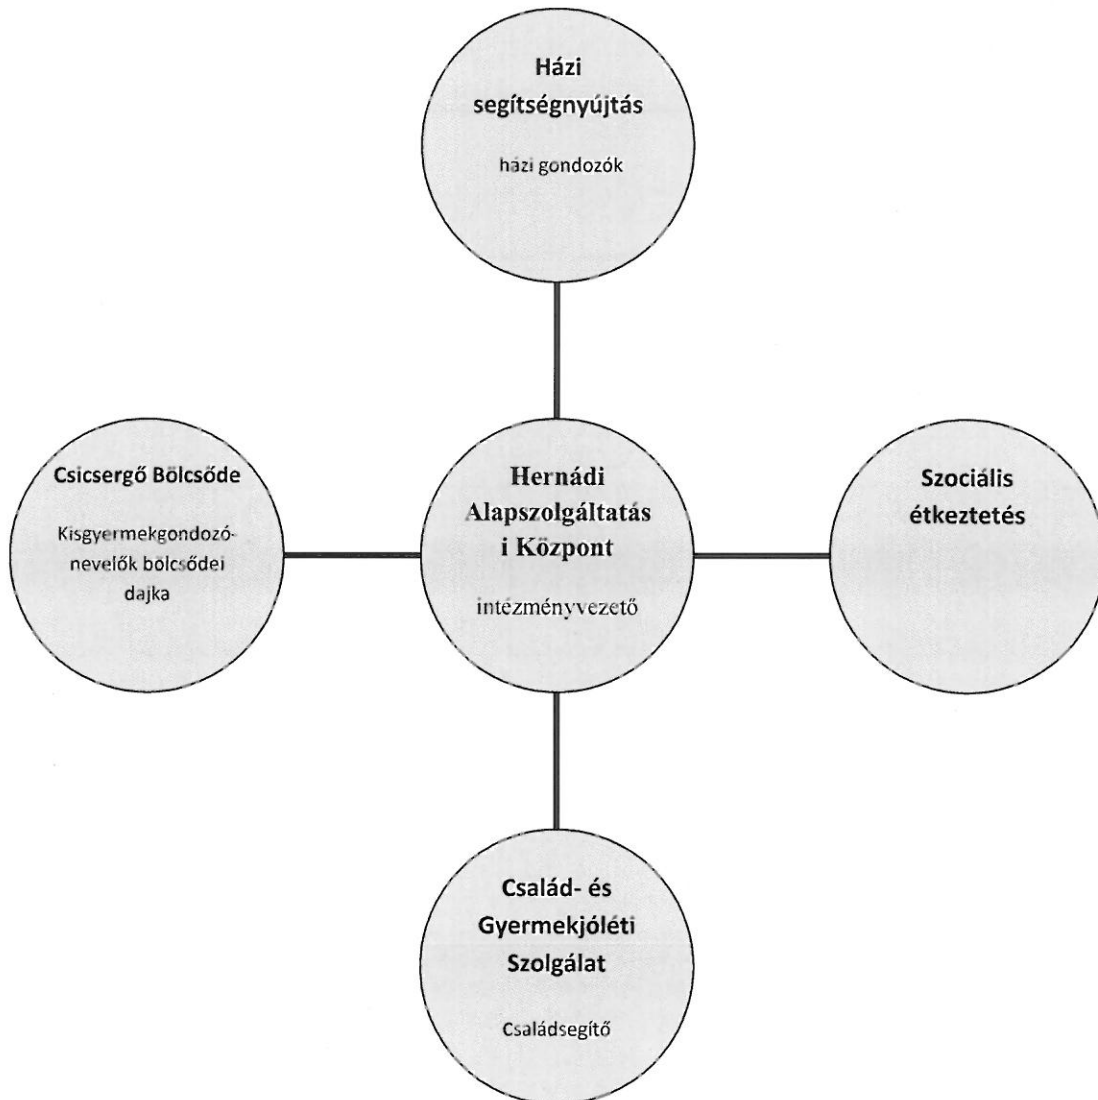 Házi
segítségnyújtás
házi gondozók
Csicsergő Bölcsőde
Kisgyermekgondozó-
nevelők bölcsődei
dajka
Hernádi
Alapszolgáltatás
i Központ
intézményvezető
Szociális
étkeztetés
Család- és
Gyermekjóléti
Szolgálat
Családsegítő